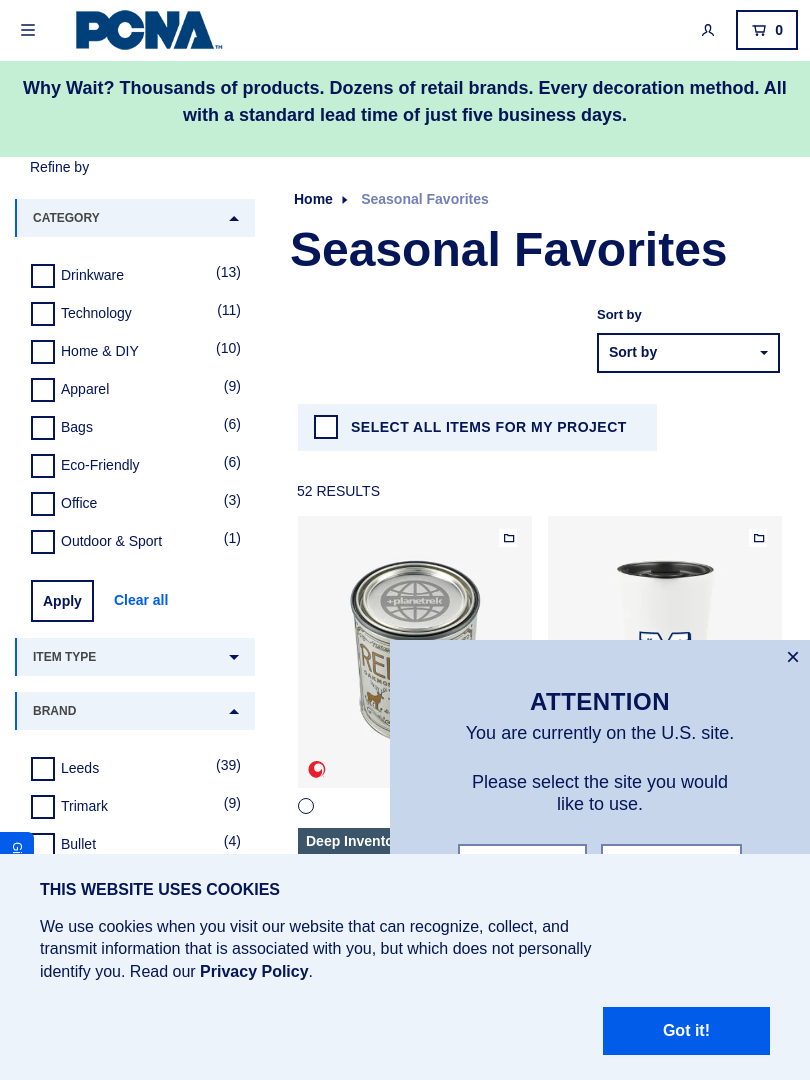 PCNA™
0
Why Wait? Thousands of products. Dozens of retail brands. Every decoration method. All
with a standard lead time of just five business days.
Refine by
CATEGORY
Drinkware (13)
Technology (11)
Home & DIY (10)
Apparel (9)
Bags (6)
Eco-Friendly (6)
Office (3)
Outdoor & Sport (1)
Apply Clear all
ITEM TYPE
BRAND
Leeds (39)
Trimark (9)
Bullet (4)
Home Seasonal Favorites
Seasonal Favorites
Sort by
Sort by
SELECT ALL ITEMS FOR MY PROJECT
52 RESULTS
planetrek
ATTENTION
You are currently on the U.S. site.
Please select the site you would
like to use.
THIS WEBSITE USES COOKIES
We use cookies when you visit our website that can recognize, collect, and
transmit information that is associated with you, but which does not personally
identify you. Read our Privacy Policy.
Got it!